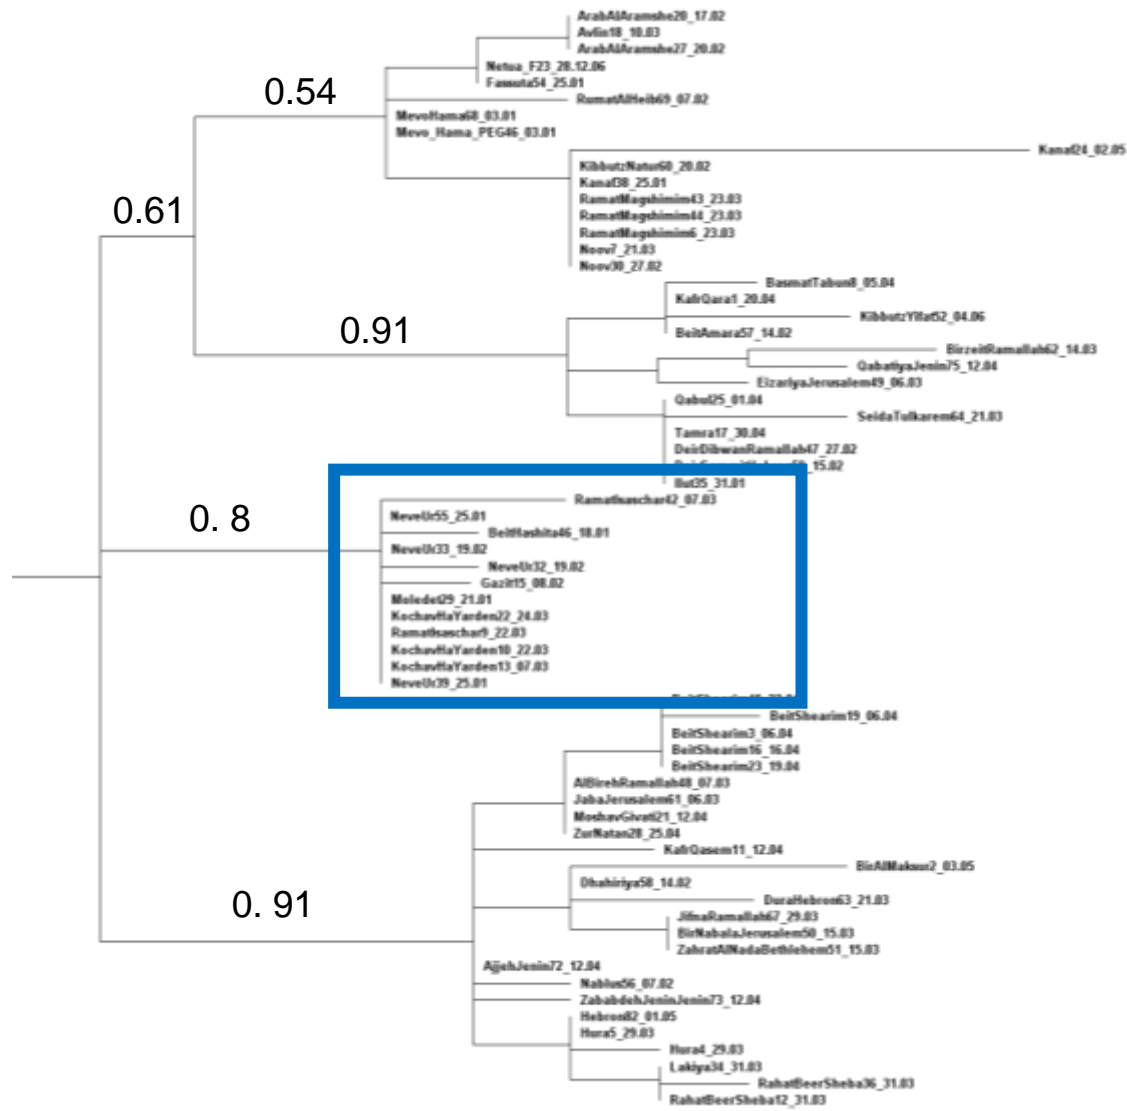 ArabAlAramshe20_17.02
Avlin18_10.03
ArabAlAramshe27_20.02
Netua_F23_28.12.06
Fassuta54_25.01
0.54
RumatAlHeib69_07.02
MevoHama68_03.01
Mevo_Hama_PEG46_03.01
Kanaf24_02.05
KibbutzNatur60_20.02
Kanaf38_25.01
RamatMagshimim43_23.03
0.61
RamatMagshimim44_23.03
RamatMagshimim6_23.03
Noov7_21.03
Noov30_27.02
BasmatTabun8_05.04
KafrQara1_20.04
KibbutzYifat52_04.06
0.91
BeitAmara57_14.02
BirzeitRamallah62_14.03
QabatiyaJenin75_12.04
EizariyaJerusalem49_06.03
Qabul25_01.04
SeidaTulkarem64_21.03
Tamra17_30.04
DeirDibwanRamallah47_27.02
15.02
Ilut35_31.01
RamatIsaschar42_07.03
0. 8
NeveUr55_25.01
BeitHashita46_18.01
NeveUr33_19.02
NeveUr32_19.02
Gazit15_08.02
Moledet29_21.01
KochavHaYarden22_24.03
RamatIsaschar9_22.03
KochavHaYarden10_22.03
KochavHaYarden13_07.03
NeveUr39_25.01
BeitShearim19_06.04
BeitShearim3_06.04
BeitShearim16_16.04
BeitShearim23_19.04
AlBirehRamallah48_07.03
JabaJerusalem61_06.03
MoshavGivati21_12.04
ZurNatan28_25.04
KafrQasem11_12.04
BirAlMaksur2_03.05
Dhahiriya58_14.02
0. 91
DuraHebron63_21.03
JifnaRamallah67_29.03
BirNabalaJerusalem50_15.03
ZahratAlNadaBethlehem51_15.03
AjjehJenin72_12.04
Nablus56_07.02
ZababdehJeninJenin73_12.04
Hebron82_01.05
Hura5_29.03
Hura4_29.03
Lakiya34_31.03
RahatBeerSheba36_31.03
RahatBeerSheba12_31.03